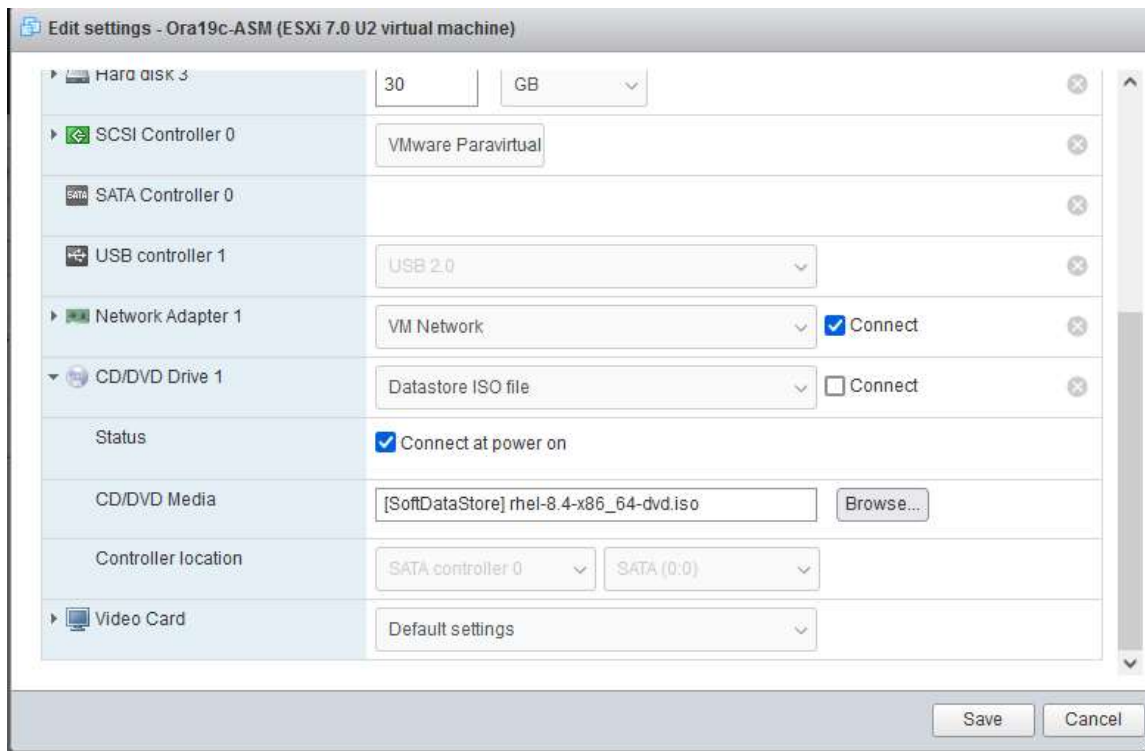 Edit settings - Ora19c-ASM (ESXi 7.0 U2 virtual machine)
Hard disk 3
30 GB
SCSI Controller 0 VMware Paravirtual
SATA Controller 0
USB controller 1 USB 2.0
Network Adapter 1 VM Network Connect
CD/DVD Drive 1 Datastore ISO file Connect
Status Connect at power on
CD/DVD Media [SoftDataStore] rhel-8.4-x86_64-dvd.iso Browse...
Controller location SATA controller 0 SATA (0:0)
Video Card Default settings
Save Cancel